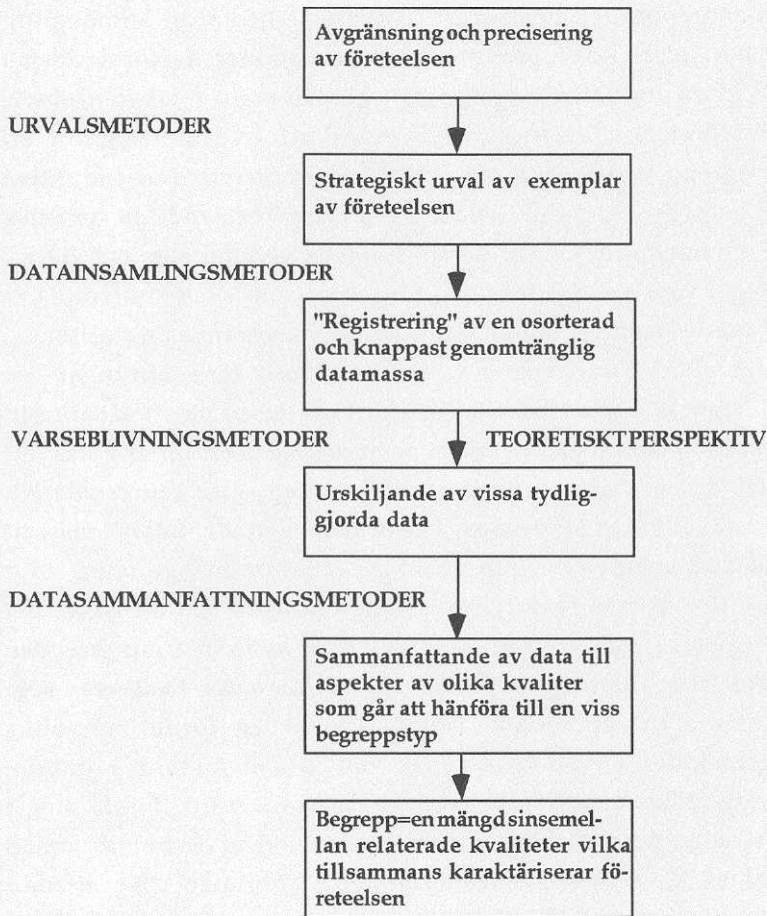 Avgränsning och precisering
av företeelsen
URVALSMETODER
Strategiskt urval av exemplar
av företeelsen
DATAINSAMLINGSMETODER
"Registrering" av en osorterad
och knappast genomtränglig
datamassa
VARSEBLIVNINGSMETODER TEORETISKT PERSPEKTIV
Urskiljande av vissa tydlig-
gjorda data
DATASAMMANFATTNINGSMETODER
Sammanfattande av data till
aspekter av olika kvaliter
som går att hänföra till en viss
begreppstyp
Begrepp=en mängd sinsemel-
lan relaterade kvaliteter vilka
tillsammans karaktäriserar fö-
reteelsen